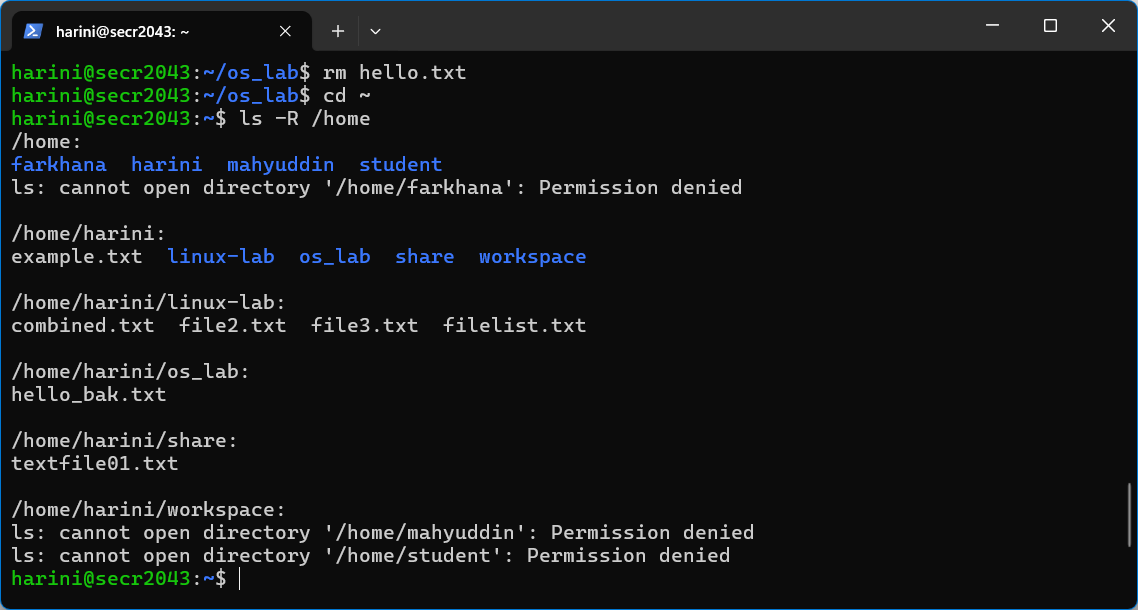 harini@secr2043: ~
harini@secr2043:~/os_lab$ rm hello.txt
harini@secr2043:~/os_lab$ cd ~
harini@secr2043:~$ ls -R /home
/home:
farkhana  harini  mahyuddin  student
ls: cannot open directory '/home/farkhana': Permission denied
/home/harini:
example.txt  linux-lab  os_lab  share  workspace
/home/harini/linux-lab:
combined.txt  file2.txt  file3.txt  filelist.txt
/home/harini/os_lab:
hello_bak.txt
/home/harini/share:
textfile01.txt
/home/harini/workspace:
ls: cannot open directory '/home/mahyuddin': Permission denied
ls: cannot open directory '/home/student': Permission denied
harini@secr2043:~$